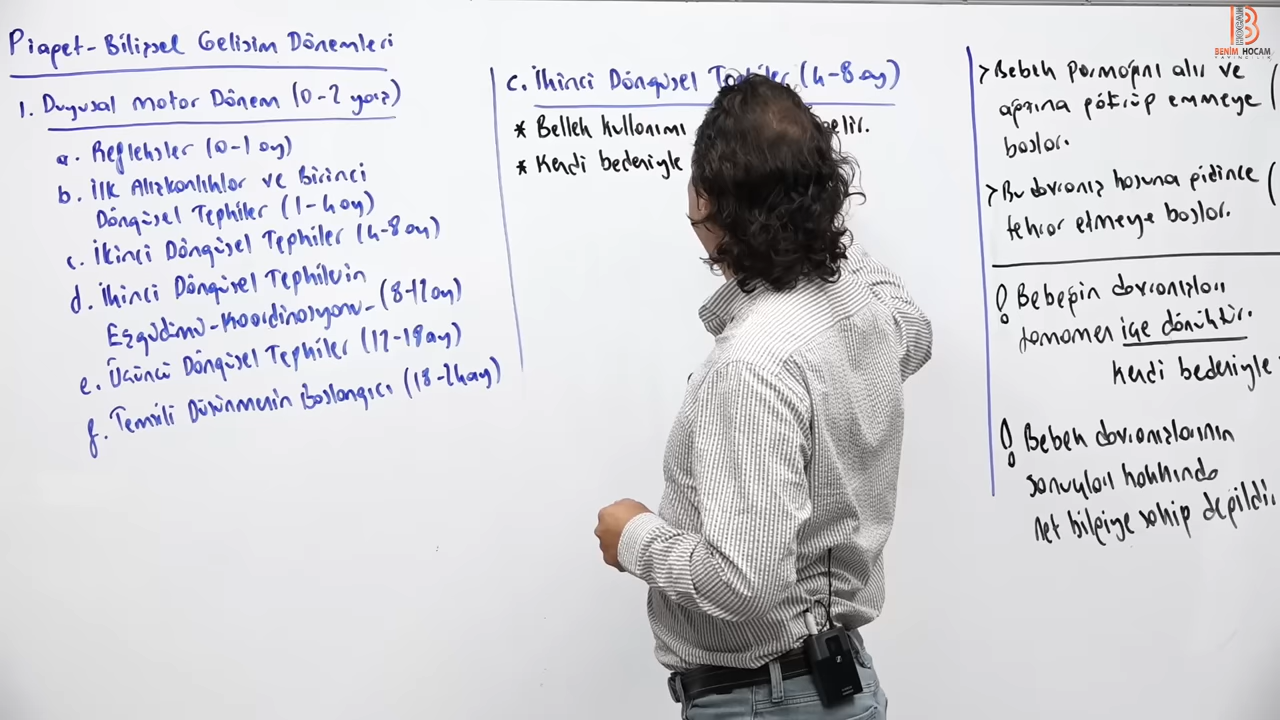 Piaget - Bilişsel Gelişim Dönemleri
1. Duyusal Motor Dönem (0-2 yaş)
a. Refleksler (0-1 ay)
b. İlk Alışkanlıklar ve Birinci
Döngüsel Tepkiler (1-4 ay)
c. İkinci Döngüsel Tepkiler (4-8 ay)
d. İkinci Döngüsel Tepkilerin
Eşgüdümü-Koordinasyonu-(8-12 ay)
e. Üçüncü Döngüsel Tepkiler (12-18 ay)
f. Temsili Düşünmenin Başlangıcı (18-24 ay)
c. İkinci Döngüsel Tepkiler (4-8 ay)
* Bellek kullanımı
* Kendi bedeniyle
> Bebek parmağını alır ve
ağzına götürüp emmeye
başlar.
> Bu davranış hoşuna gidince
tekrar etmeye başlar.
! Bebeğin davranışları
tamamen içe dönüktür.
Kendi bedeniyle
! Bebek davranışlarının
sonuçları hakkında
net bilgiye sahip değildir.
BENİM HOCAM
YAYINCILIK